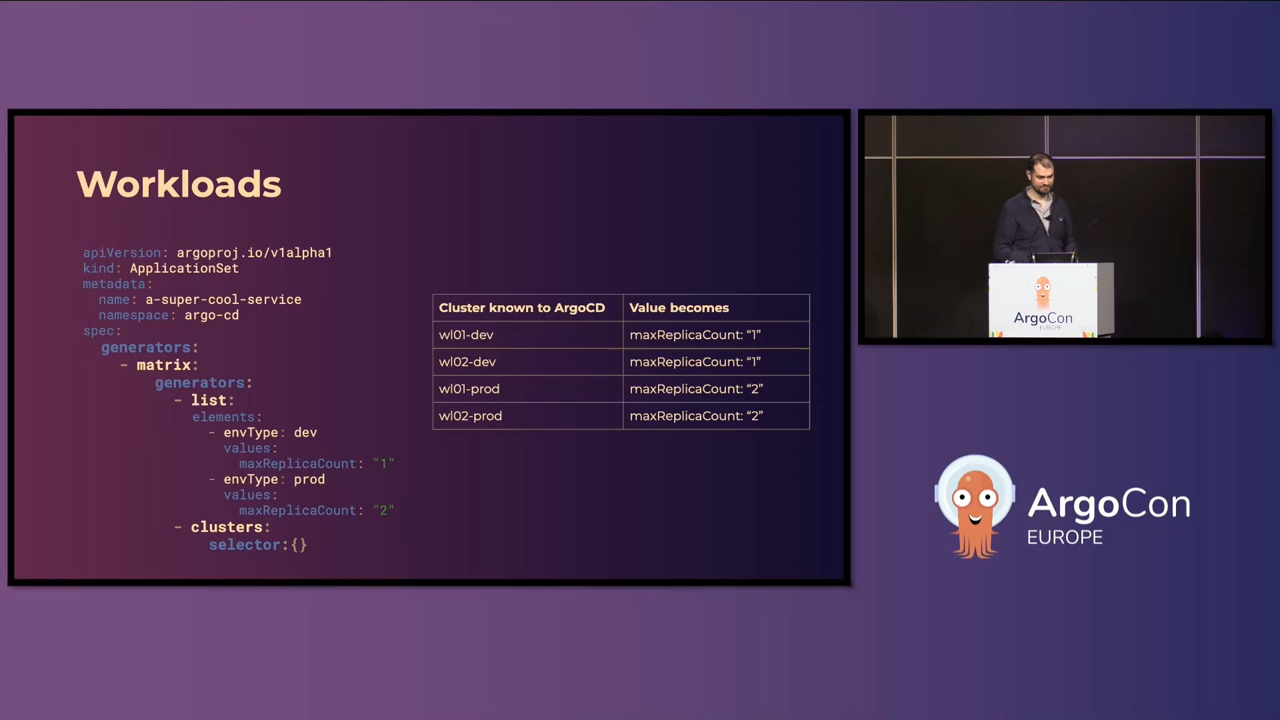 Workloads
apiVersion: argoproj.io/v1alpha1
kind: ApplicationSet
metadata:
  name: a-super-cool-service
  namespace: argo-cd
spec:
  generators:
    - matrix:
        generators:
          - list:
            elements:
              - envType: dev
                values:
                  maxReplicaCount: "1"
              - envType: prod
                values:
                  maxReplicaCount: "2"
          - clusters:
              selector:{}
Cluster known to ArgoCD Value becomes
wl01-dev maxReplicaCount: “1”
wl02-dev maxReplicaCount: “1”
wl01-prod maxReplicaCount: “2”
wl02-prod maxReplicaCount: “2”
ArgoCon
EUROPE
ArgoCon
EUROPE